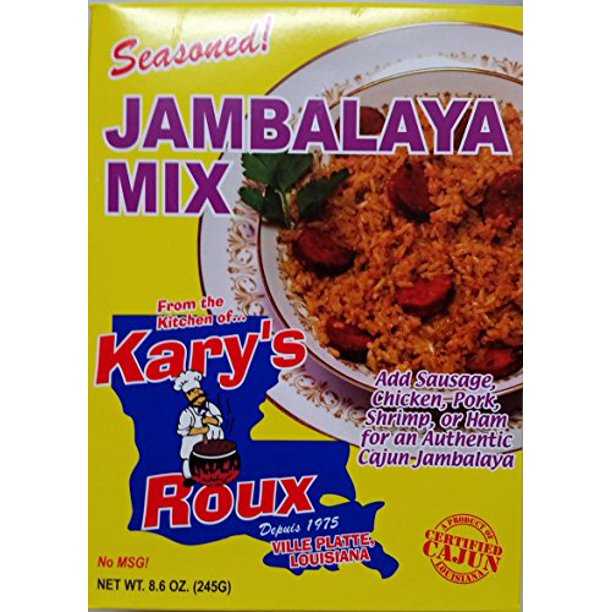 Seasoned!
JAMBALAYA
MIX
From the
Kitchen of...
Kary's
Roux
Depuis 1975
VILLE PLATTE,
LOUISIANA
Add Sausage,
Chicken, Pork,
Shrimp, or Ham
for an Authentic
Cajun Jambalaya
No MSG!
NET WT. 8.6 OZ. (245G)
A PRODUCT OF
CERTIFIED
CAJUN
LOUISIANA